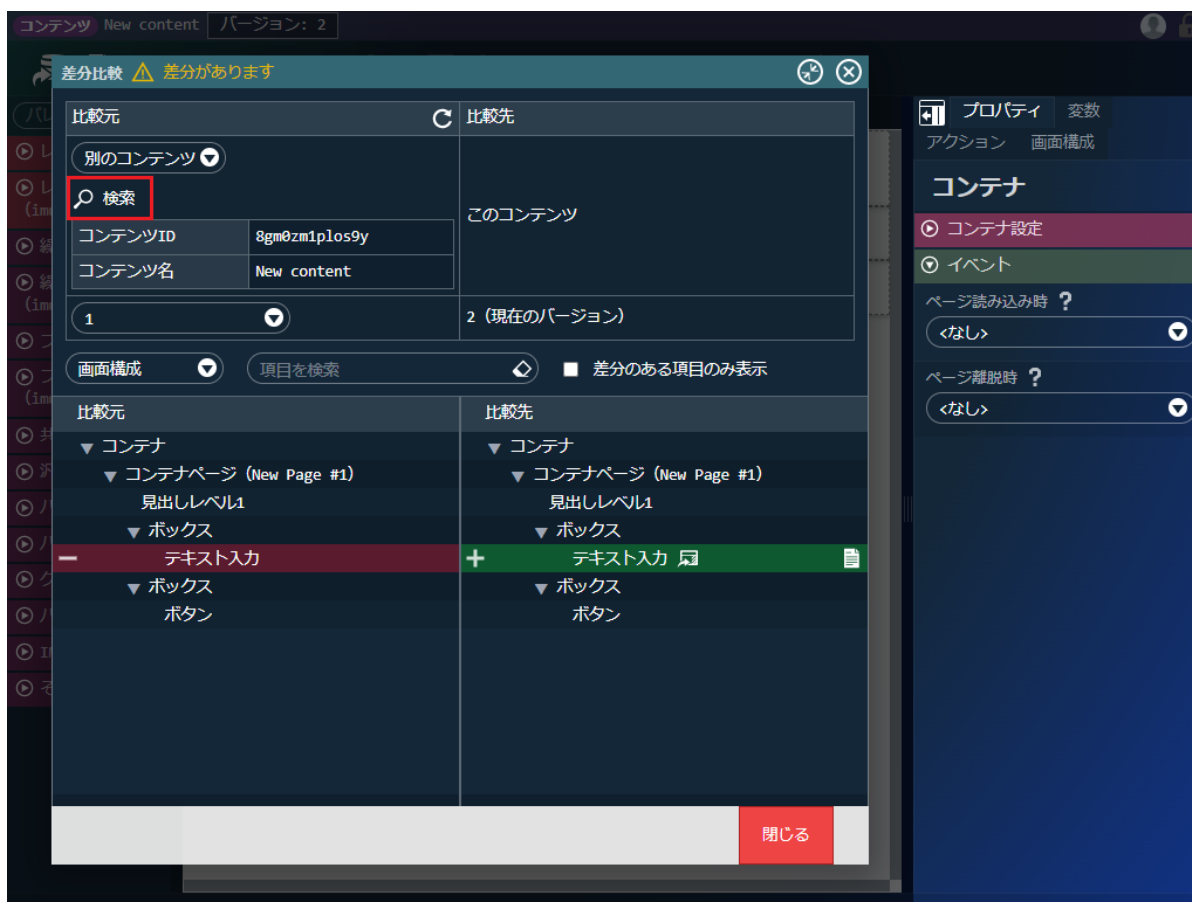 コンテンツ New content バージョン: 2
差分比較 差分があります
比較元 比較先
別のコンテンツ
検索
このコンテンツ
コンテンツID 8gm0zm1plos9y
コンテンツ名 New content
1 2（現在のバージョン）
画面構成 項目を検索 差分のある項目のみ表示
比較元 比較先
コンテナ コンテナ
コンテナページ（New Page #1） コンテナページ（New Page #1）
見出しレベル1 見出しレベル1
ボックス ボックス
テキスト入力 テキスト入力
ボックス ボックス
ボタン ボタン
閉じる
プロパティ 変数
アクション 画面構成
コンテナ
コンテナ設定
イベント
ページ読み込み時 ?
<なし>
ページ離脱時 ?
<なし>